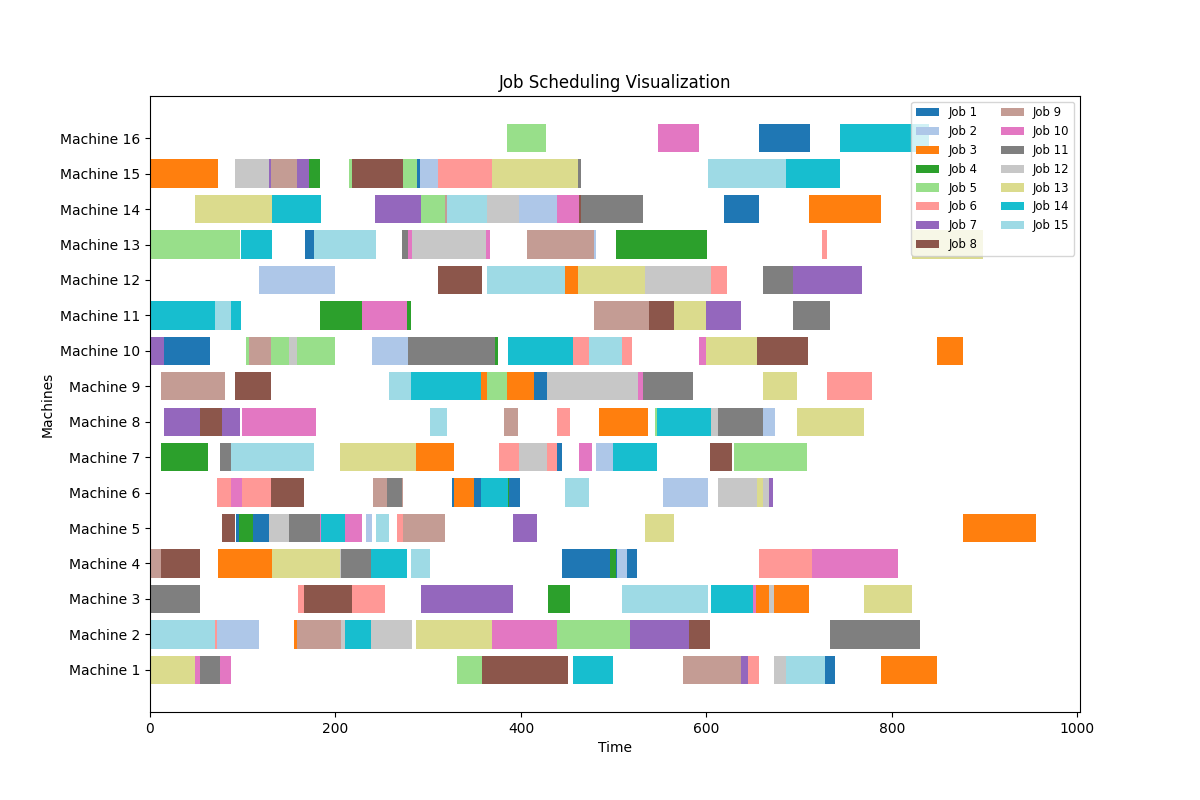 Job Scheduling Visualization
Machine 16
Machine 15
Machine 14
Machine 13
Machine 12
Machine 11
Machine 10
Machine 9
Machine 8
Machine 7
Machine 6
Machine 5
Machine 4
Machine 3
Machine 2
Machine 1
Machines
0 200 400 600 800 1000
Time
Job 1
Job 2
Job 3
Job 4
Job 5
Job 6
Job 7
Job 8
Job 9
Job 10
Job 11
Job 12
Job 13
Job 14
Job 15